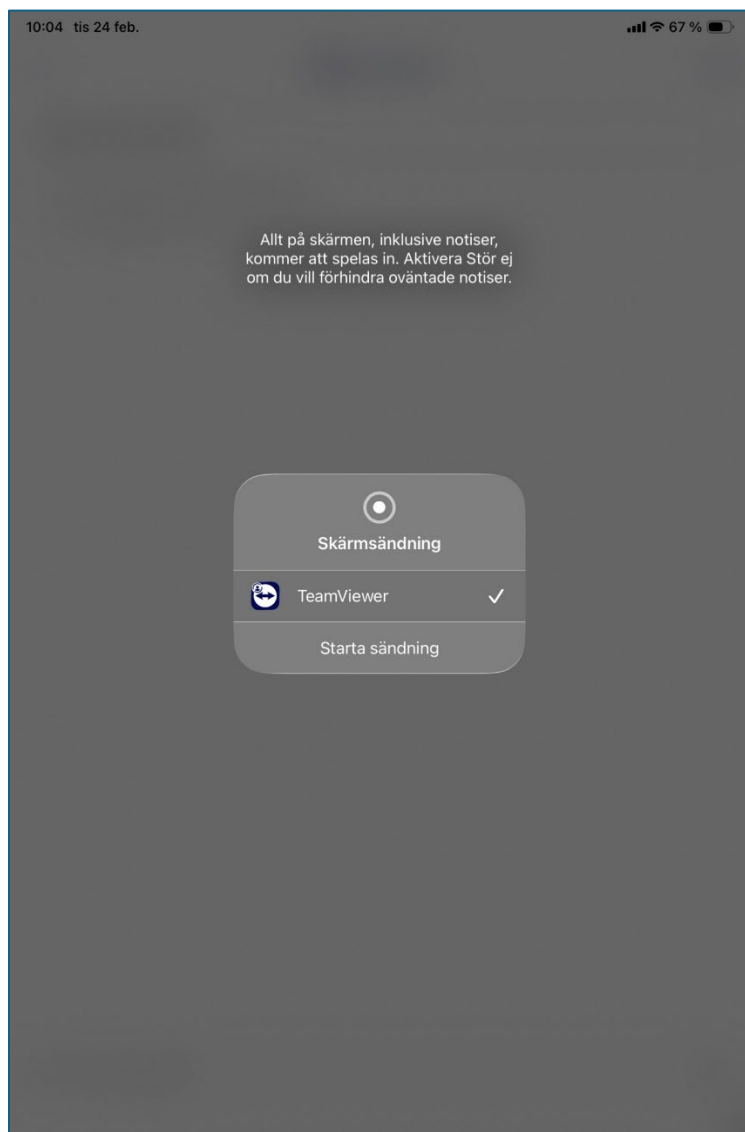 10:04 tis 24 feb. 67 %
Allt på skärmen, inklusive notiser,
kommer att spelas in. Aktivera Stör ej
om du vill förhindra oväntade notiser.
Skärmsändning
TeamViewer
Starta sändning